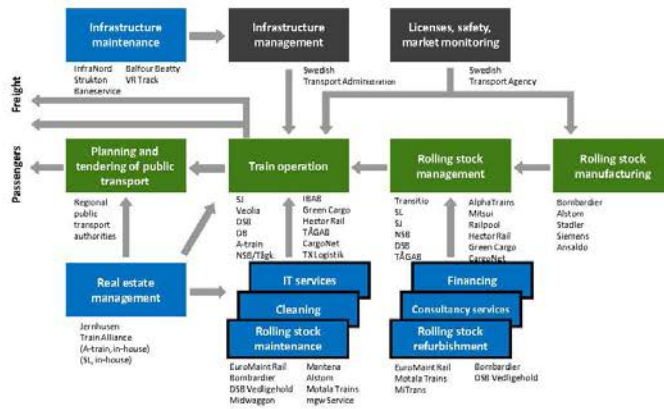 Infrastructure
maintenance
Infrastructure
management
Licenses, safety,
market monitoring
InfraNord
Strukton
Baneservice
Balfour Beatty
VR Track
Swedish
Transport Administration
Swedish
Transport Agency
Freight
Passengers
Planning and
tendering of public
transport
Train operation
Rolling stock
management
Rolling stock
manufacturing
Regional
public
transport
authorities
SJ
Veolia
DSB
DB
A-train
NSB/Tågk.
IBAB
Green Cargo
Hector Rail
TÅGAB
CargoNet
TX Logistik
Transitio
SL
SJ
NSB
DSB
TÅGAB
AlphaTrains
Mitsui
Railpool
Hector Rail
Green Cargo
CargoNet
Bombardier
Alstom
Stadler
Siemens
Ansaldo
Real estate
management
IT services
Cleaning
Rolling stock
maintenance
Financing
Consultancy services
Rolling stock
refurbishment
Jernhusen
Train Alliance
(A-train, in-house)
(SL, in-house)
EuroMaint Rail
Bombardier
DSB Vedligehold
Midwaggon
Mantena
Alstom
Motala Trains
mgw Service
EuroMaint Rail
Motala Trains
MiTrans
Bombardier
DSB Vedligehold